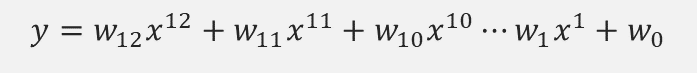 y = w₁₂x¹² + w₁₁x¹¹ + w₁₀x¹⁰ ⋯ w₁x¹ + w₀